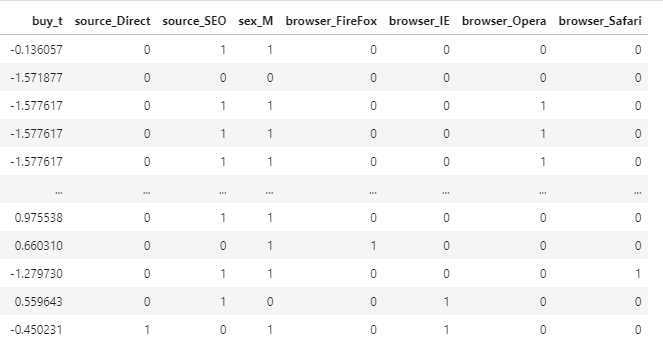 buy_t source_Direct source_SEO sex_M browser_FireFox browser_IE browser_Opera browser_Safari
-0.136057 0 1 1 0 0 0 0
-1.571877 0 0 0 0 0 0 0
-1.577617 0 1 1 0 0 1 0
-1.577617 0 1 1 0 0 1 0
-1.577617 0 1 1 0 0 1 0
... ... ... ... ... ... ... ...
0.975538 0 1 1 0 0 0 0
0.660310 0 0 1 1 0 0 0
-1.279730 0 1 1 0 0 0 1
0.559643 0 1 0 0 1 0 0
-0.450231 1 0 1 0 1 0 0